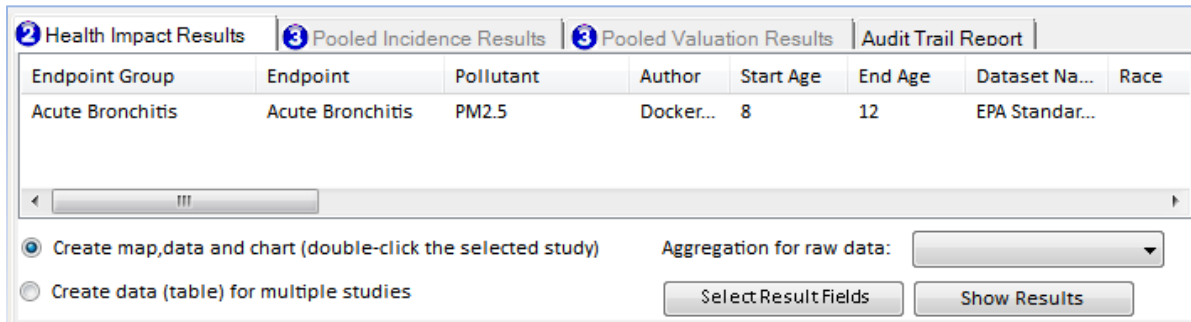 2 Health Impact Results 3 Pooled Incidence Results 3 Pooled Valuation Results Audit Trail Report
Endpoint Group Endpoint Pollutant Author Start Age End Age Dataset Na... Race
Acute Bronchitis Acute Bronchitis PM2.5 Docker... 8 12 EPA Standar...
Create map,data and chart (double-click the selected study) Aggregation for raw data:
Create data (table) for multiple studies Select Result Fields Show Results